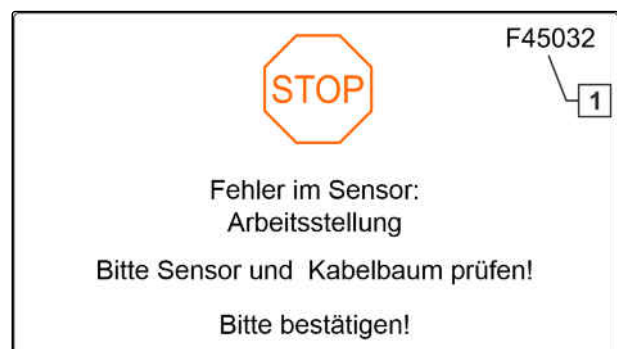 F45032
1
STOP
Fehler im Sensor:
Arbeitsstellung
Bitte Sensor und Kabelbaum prüfen!
Bitte bestätigen!